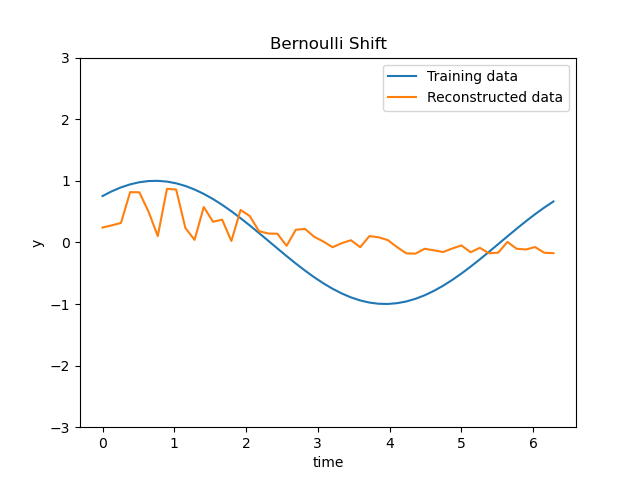 Bernoulli Shift
Training data
Reconstructed data
3
2
1
0
−1
−2
−3
y
0 1 2 3 4 5 6
time